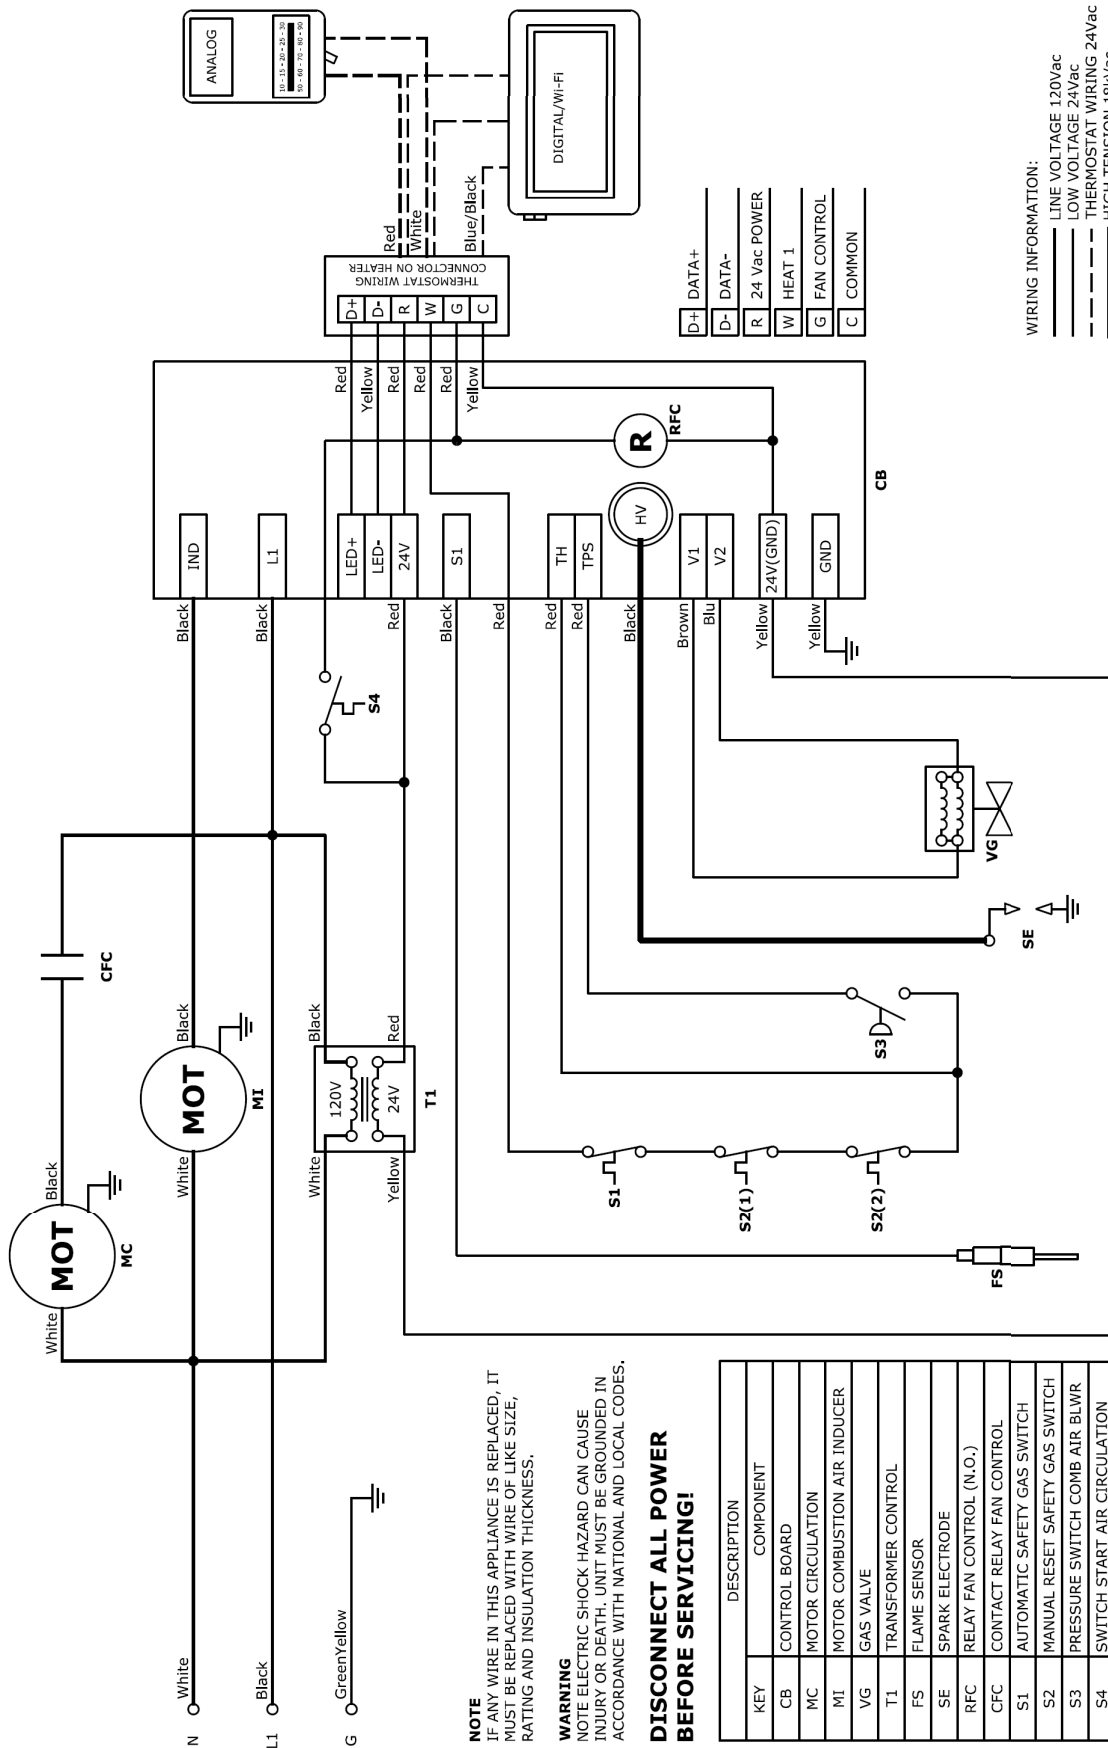 ANALOG
10 - 15 - 20 - 25 - 30
50 - 60 - 70 - 80 - 90
DIGITAL/Wi-Fi
Red
White
Blue/Black
THERMOSTAT WIRING
CONNECTOR ON HEATER
D+
D-
R
W
G
C
D+ DATA+
D- DATA-
R 24 Vac POWER
W HEAT 1
G FAN CONTROL
C COMMON
WIRING INFORMATION:
LINE VOLTAGE 120Vac
LOW VOLTAGE 24Vac
THERMOSTAT WIRING 24Vac
HIGH TENSION 18kVac
Red
Yellow
Red
Red
Red
Yellow
R
RFC
HV
CB
IND
L1
LED+
LED-
24V
S1
TH
TPS
V1
V2
24V(GND)
GND
Black
Black
Red
Black
Red
Red
Red
Black
Brown
Blu
Yellow
Yellow
S4
CFC
VG
SE
S3
Black
MOT
MI
White
Black
Red
120V
24V
T1
White
Yellow
Black
MOT
MC
White
S1
S2(1)
S2(2)
FS
N
White
L1
Black
G
GreenYellow
NOTE
IF ANY WIRE IN THIS APPLIANCE IS REPLACED, IT
MUST BE REPLACED WITH WIRE OF LIKE SIZE,
RATING AND INSULATION THICKNESS.
WARNING
NOTE ELECTRIC SHOCK HAZARD CAN CAUSE
INJURY OR DEATH. UNIT MUST BE GROUNDED IN
ACCORDANCE WITH NATIONAL AND LOCAL CODES.
DISCONNECT ALL POWER
BEFORE SERVICING!
DESCRIPTION
KEY COMPONENT
CB CONTROL BOARD
MC MOTOR CIRCULATION
MI MOTOR COMBUSTION AIR INDUCER
VG GAS VALVE
T1 TRANSFORMER CONTROL
FS FLAME SENSOR
SE SPARK ELECTRODE
RFC RELAY FAN CONTROL (N.O.)
CFC CONTACT RELAY FAN CONTROL
S1 AUTOMATIC SAFETY GAS SWITCH
S2 MANUAL RESET SAFETY GAS SWITCH
S3 PRESSURE SWITCH COMB AIR BLWR
S4 SWITCH START AIR CIRCULATION